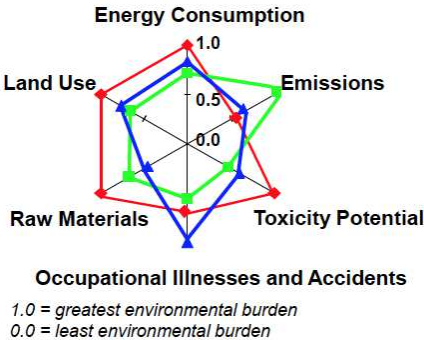 Energy Consumption
1.0
Land Use
Emissions
0.5
0.0
Raw Materials
Toxicity Potential
Occupational Illnesses and Accidents
1.0 = greatest environmental burden
0.0 = least environmental burden